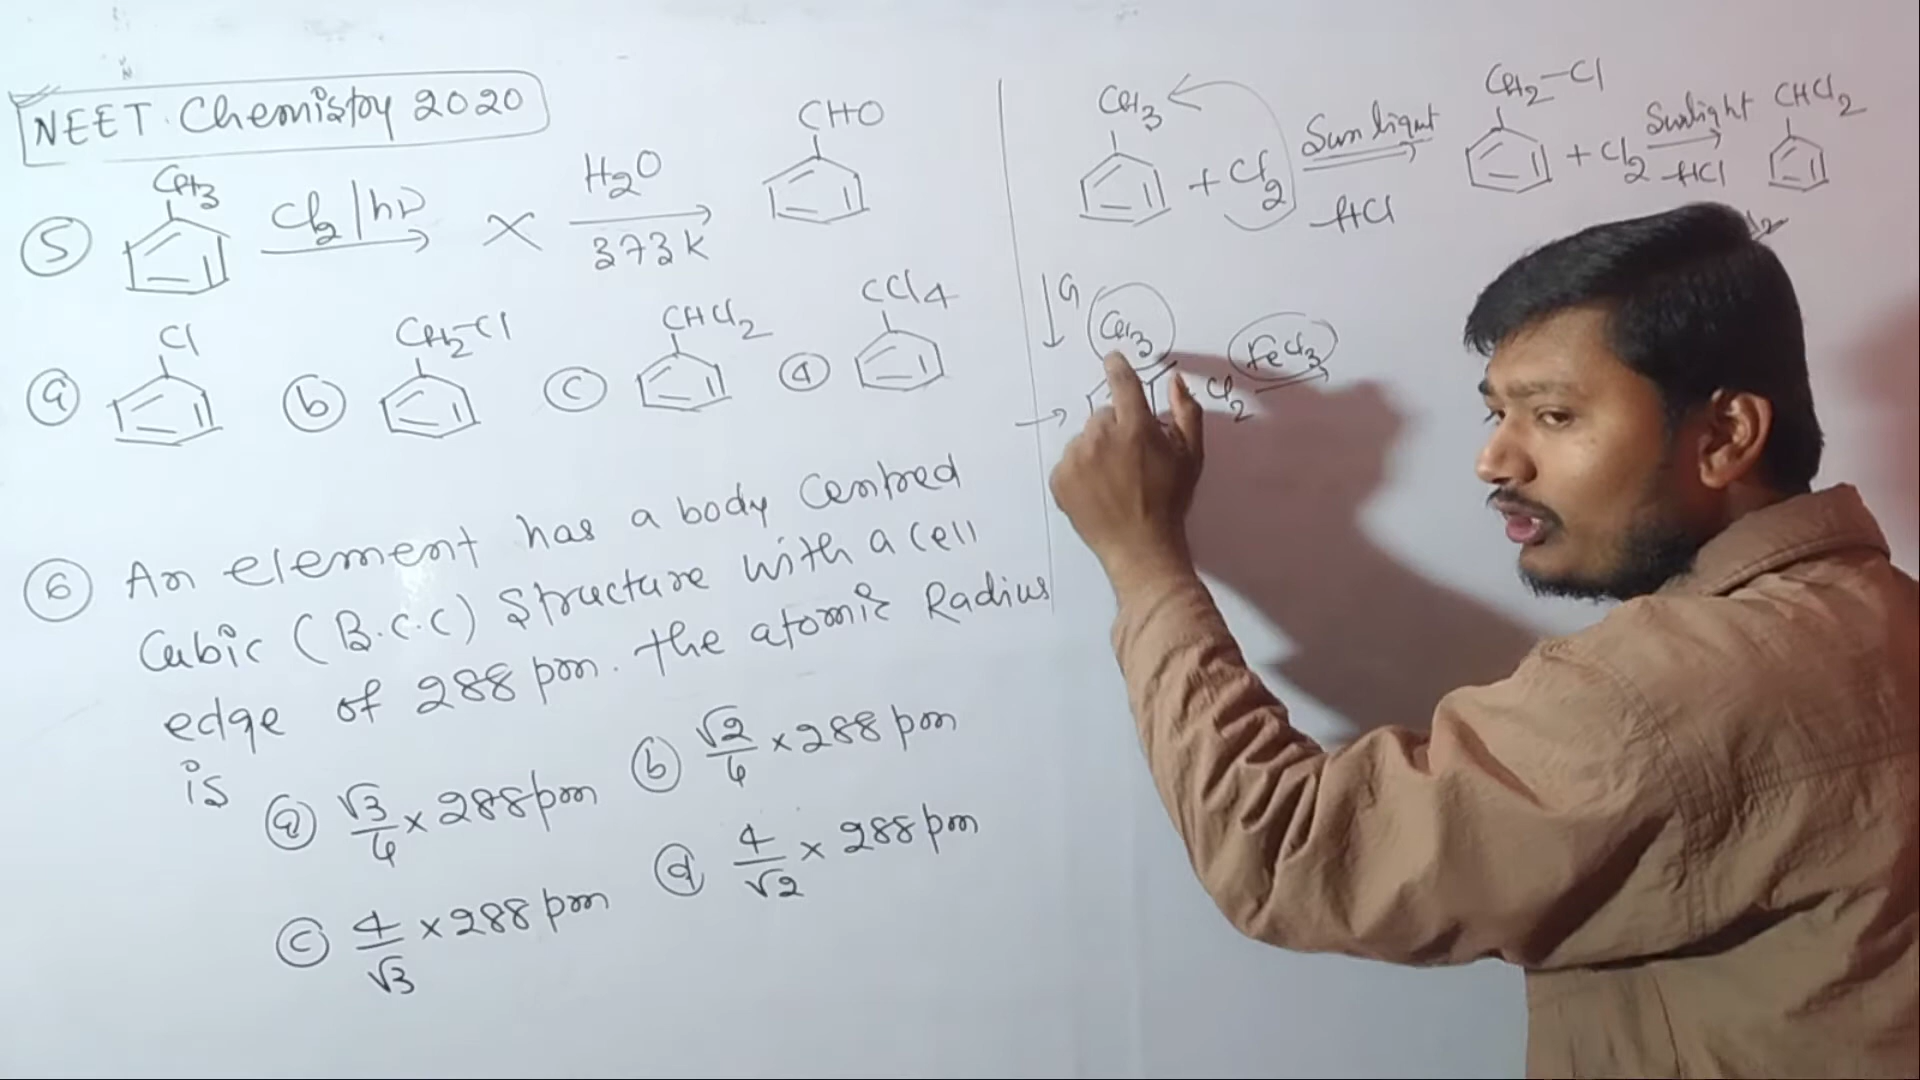 NEET Chemistry 2020
⑤ CH3 Cl2/hν X H2O 373K CHO
ⓐ Cl ⓑ CH2-Cl ⓒ CHCl2 ⓓ CCl4
⑥ An element has a body Centred
Cubic (B.C.C) Structure with a cell
edge of 288 pm. the atomic Radius
is
ⓐ √3/4 × 288 pm ⓑ √2/4 × 288 pm
ⓒ 4/√3 × 288 pm ⓓ 4/√2 × 288 pm
CH3 + Cl2 Sunlight -HCl CH2-Cl + Cl2 Sunlight -HCl CHCl2
CH3 Cl2 FeCl3